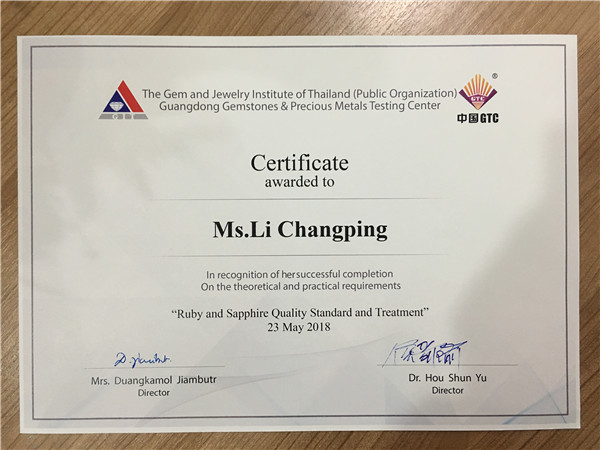 The Gem and Jewelry Institute of Thailand (Public Organization)
Guangdong Gemstones & Precious Metals Testing Center
GIT
GTC
®
中国GTC
Certificate
awarded to
Ms.Li Changping
In recognition of hersuccessful completion
On the theoretical and practical requirements
“Ruby and Sapphire Quality Standard and Treatment”
23 May 2018
D. Jiambutr
Mrs. Duangkamol Jiambutr
Director
Dr. Hou Shun Yu
Director